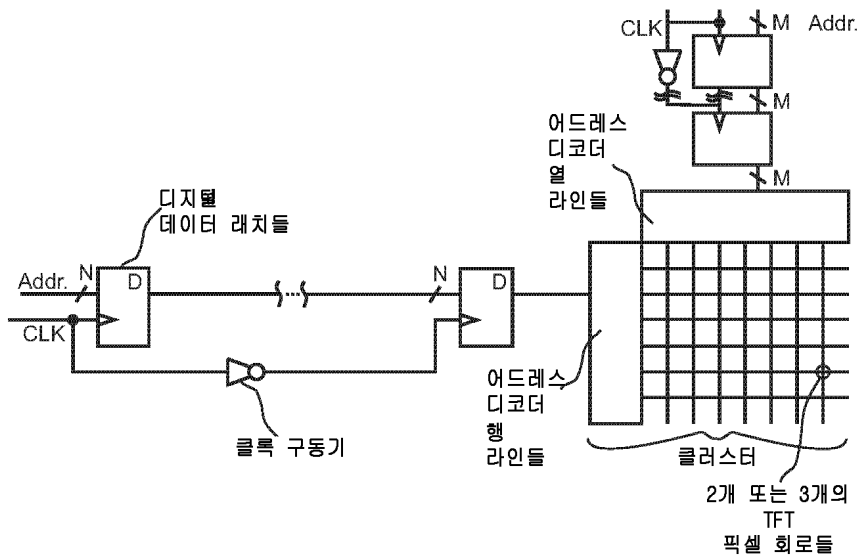 CLK
M Addr.
M
M
어드레스
디코더
열
라인들
디지털
데이터 래치들
Addr.
N
D
CLK
N
D
클록 구동기
어드레스
디코더
행
라인들
클러스터
2개 또는 3개의
TFT
픽셀 회로들